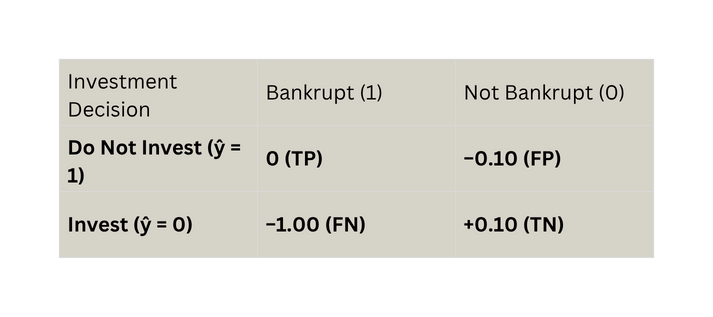 Investment
Decision
Bankrupt (1)
Not Bankrupt (0)
Do Not Invest (ŷ =
1)
0 (TP)
−0.10 (FP)
Invest (ŷ = 0)
−1.00 (FN)
+0.10 (TN)